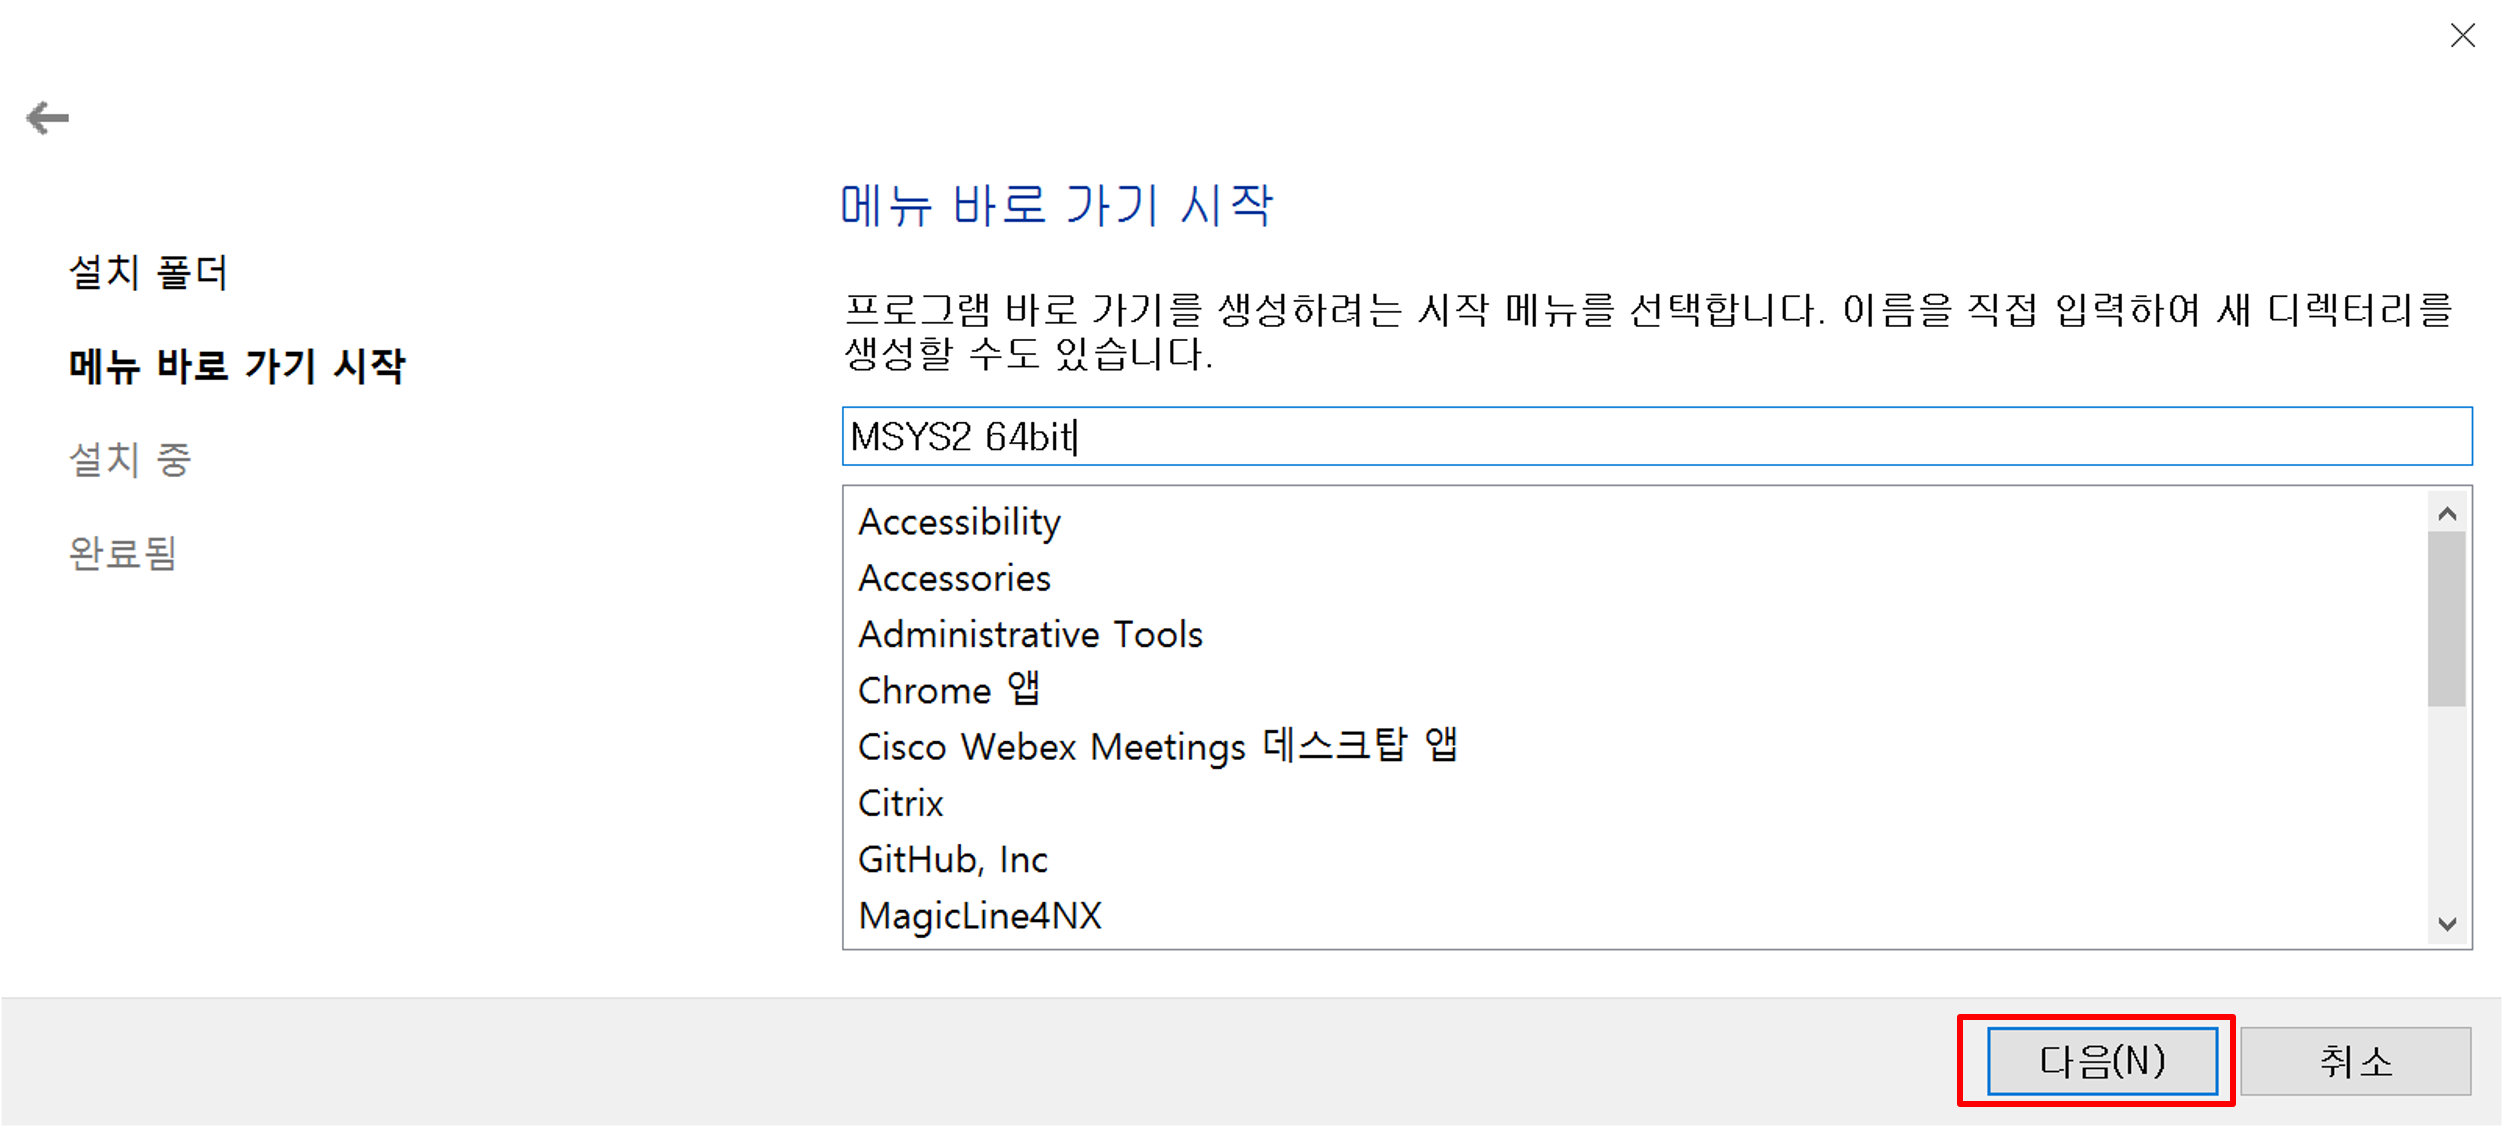 설치 폴더
메뉴 바로 가기 시작
설치 중
완료됨
메뉴 바로 가기 시작
프로그램 바로 가기를 생성하려는 시작 메뉴를 선택합니다. 이름을 직접 입력하여 새 디렉터리를
생성할 수도 있습니다.
MSYS2 64bit
Accessibility
Accessories
Administrative Tools
Chrome 앱
Cisco Webex Meetings 데스크탑 앱
Citrix
GitHub, Inc
MagicLine4NX
다음(N)
취소